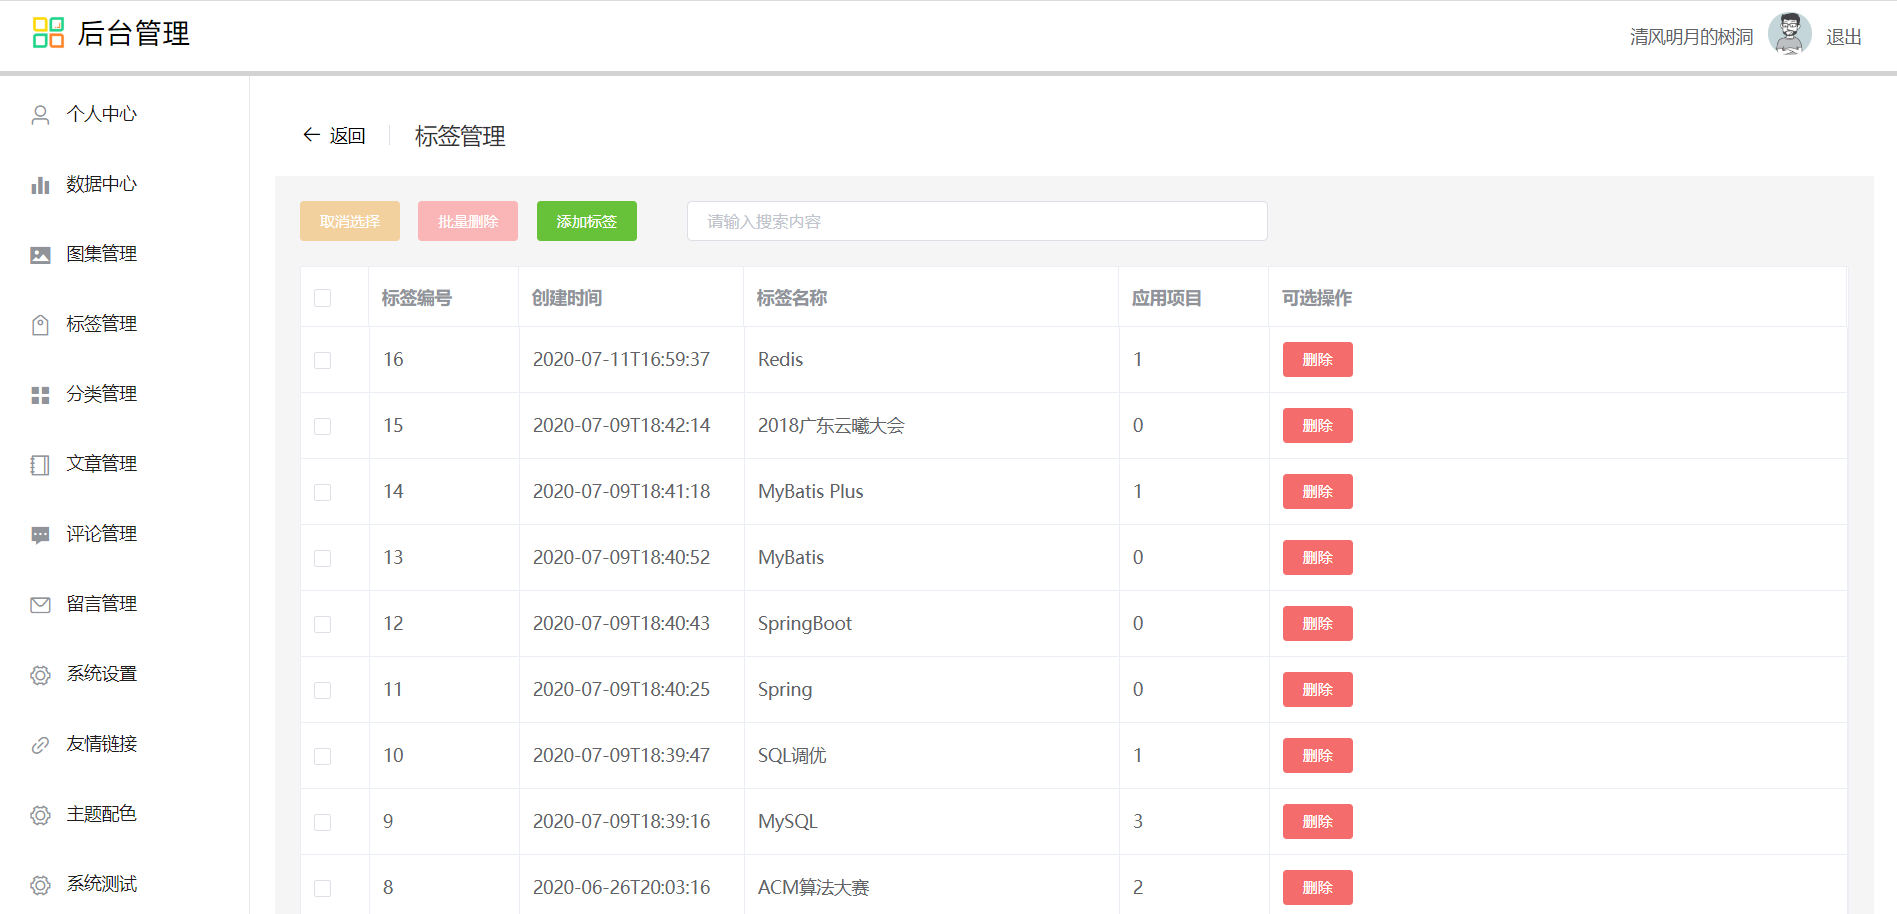 后台管理
清风明月的树洞 退出
个人中心
数据中心
图集管理
标签管理
分类管理
文章管理
评论管理
留言管理
系统设置
友情链接
主题配色
系统测试
返回 标签管理
取消选择 批量删除 添加标签 请输入搜索内容
标签编号 创建时间 标签名称 应用项目 可选操作
16 2020-07-11T16:59:37 Redis 1 删除
15 2020-07-09T18:42:14 2018广东云曦大会 0 删除
14 2020-07-09T18:41:18 MyBatis Plus 1 删除
13 2020-07-09T18:40:52 MyBatis 0 删除
12 2020-07-09T18:40:43 SpringBoot 0 删除
11 2020-07-09T18:40:25 Spring 0 删除
10 2020-07-09T18:39:47 SQL调优 1 删除
9 2020-07-09T18:39:16 MySQL 3 删除
8 2020-06-26T20:03:16 ACM算法大赛 2 删除